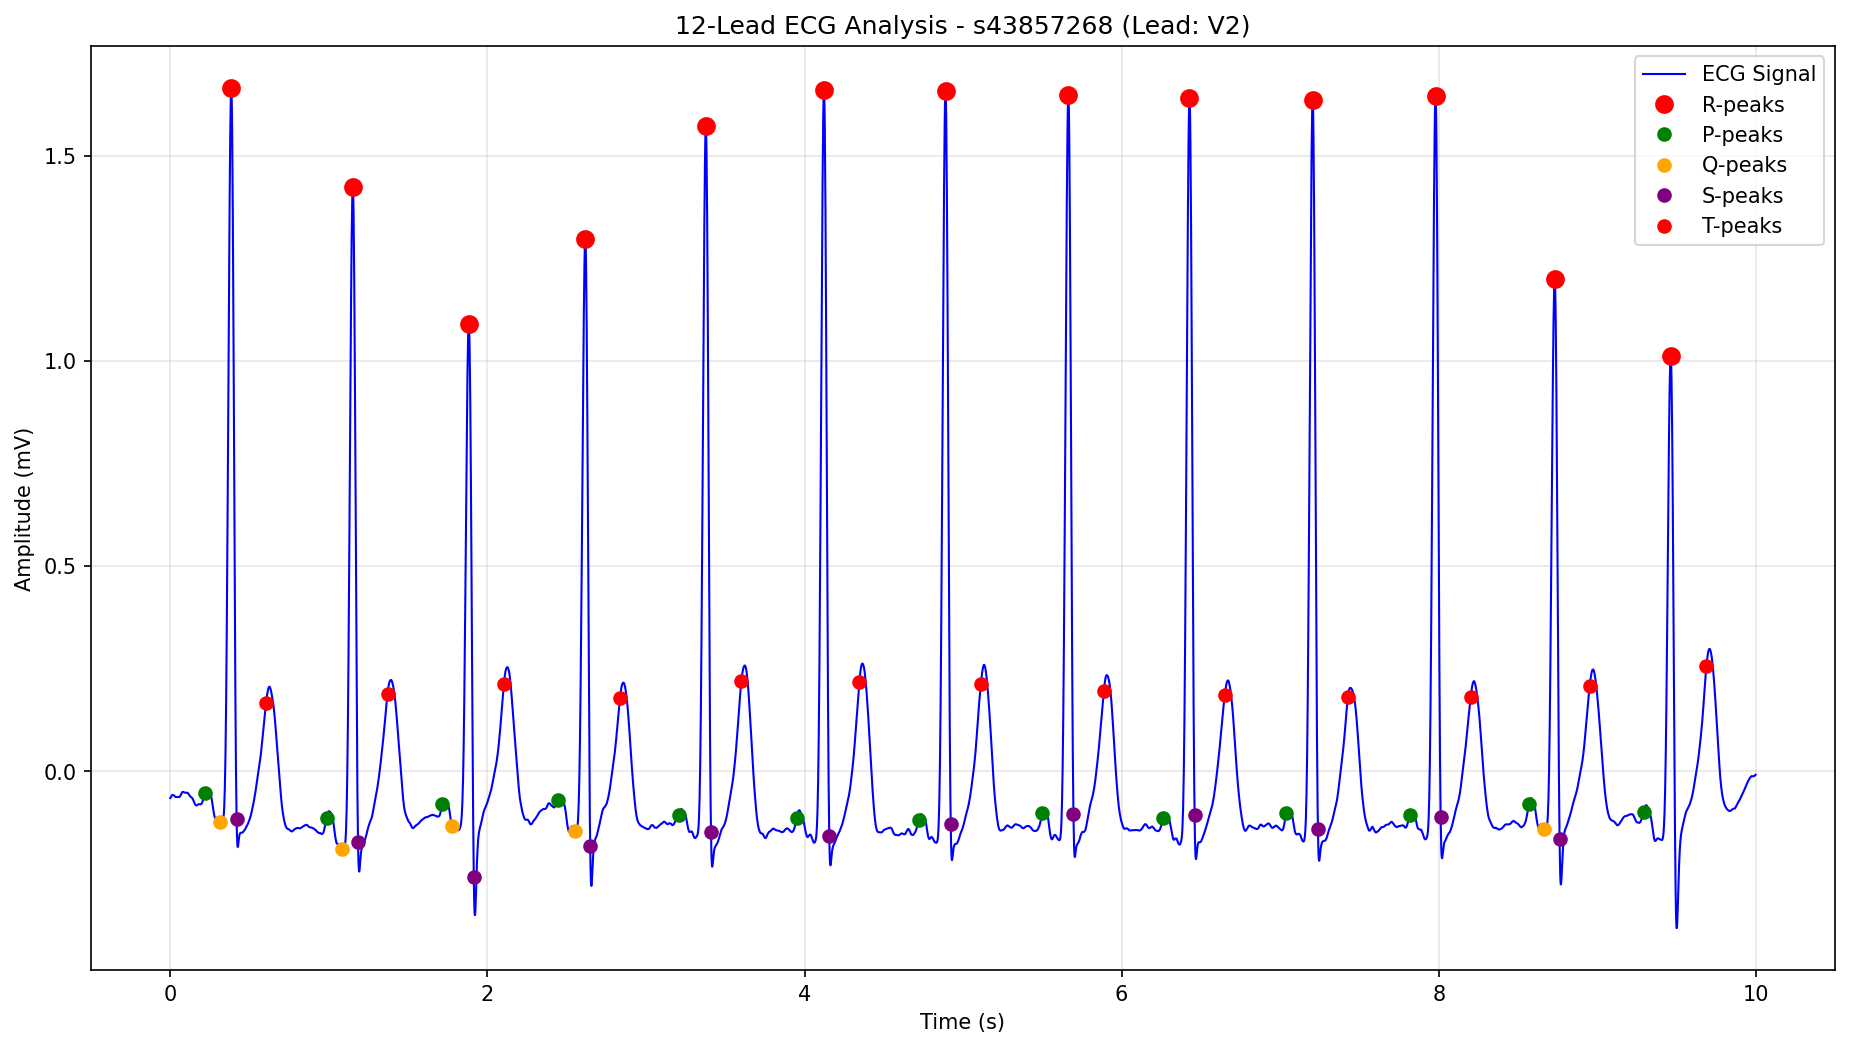 12-Lead ECG Analysis - s43857268 (Lead: V2)
ECG Signal
R-peaks
P-peaks
Q-peaks
S-peaks
T-peaks
Amplitude (mV)
1.5
1.0
0.5
0.0
0
2
4
6
8
10
Time (s)